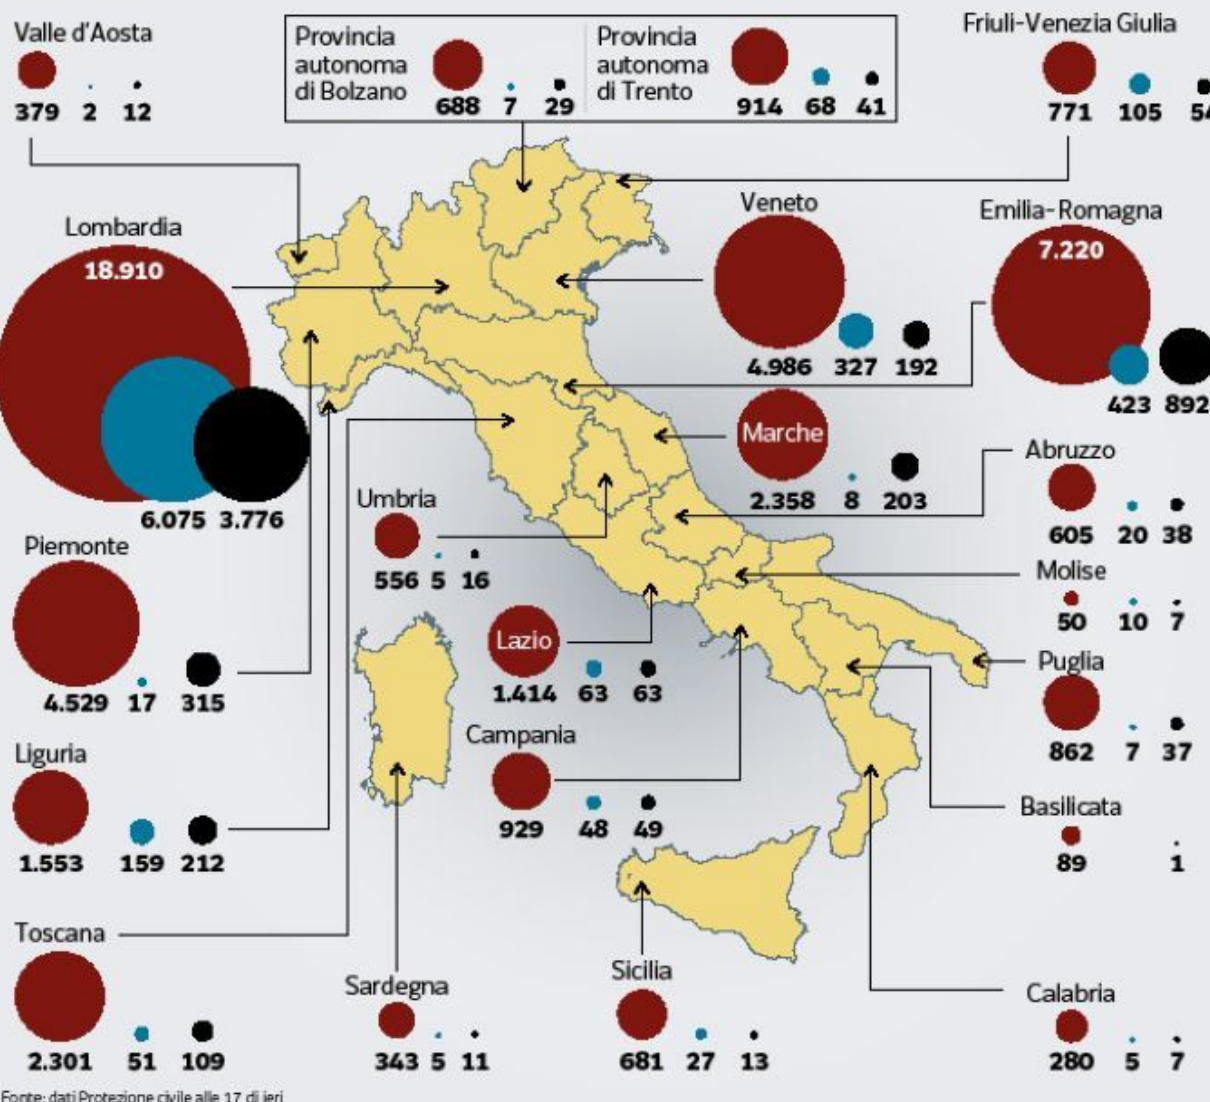 Valle d'Aosta
379 2 12
Provincia autonoma di Bolzano
688 7 29
Provincia autonoma di Trento
914 68 41
Friuli-Venezia Giulia
771 105 54
Lombardia
18.910
6.075 3.776
Veneto
4.986 327 192
Emilia-Romagna
7.220
423 892
Marche
2.358 8 203
Abruzzo
605 20 38
Umbria
556 5 16
Piemonte
4.529 17 315
Molise
50 10 7
Lazio
1.414 63 63
Puglia
862 7 37
Campania
929 48 49
Liguria
1.553 159 212
Basilicata
89 1
Toscana
2.301 51 109
Sardegna
343 5 11
Sicilia
681 27 13
Calabria
280 5 7
Fonte: dati Protezione civile alle 17 di ieri